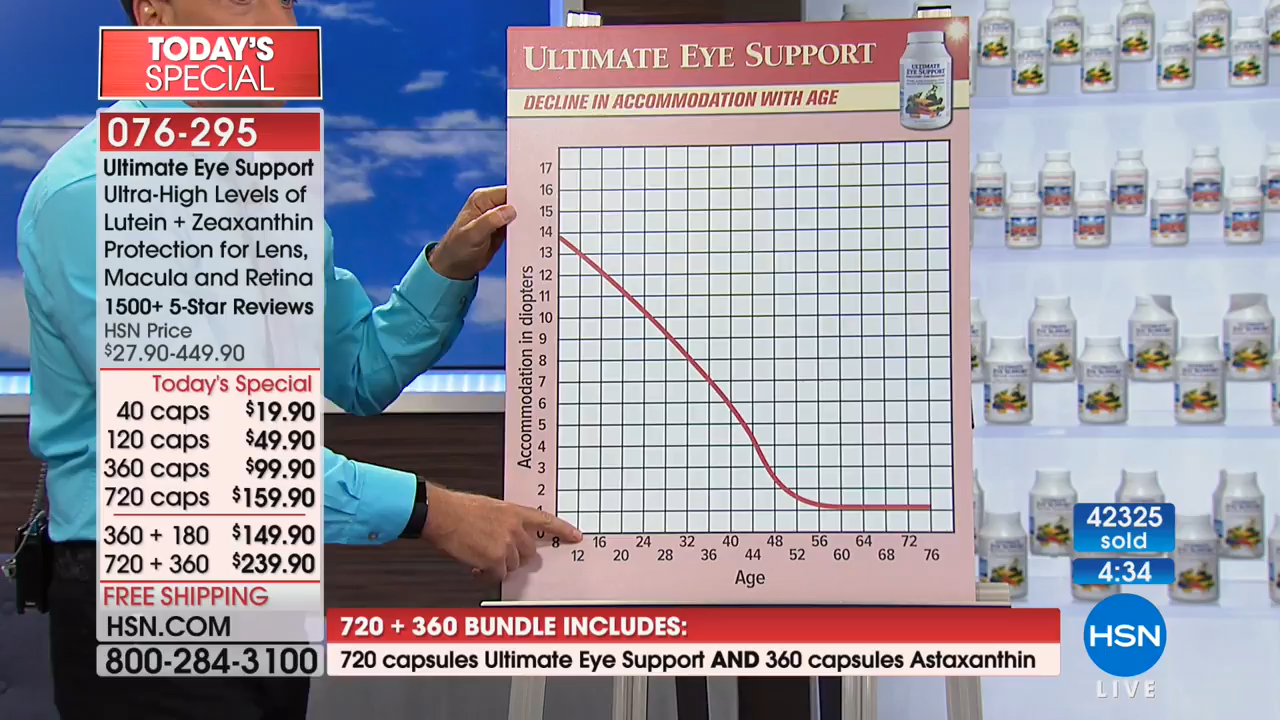 TODAY'S
SPECIAL
076-295
Ultimate Eye Support
Ultra-High Levels of
Lutein + Zeaxanthin
Protection for Lens,
Macula and Retina
1500+ 5-Star Reviews
HSN Price
$27.90-449.90
Today's Special
40 caps $19.90
120 caps $49.90
360 caps $99.90
720 caps $159.90
360 + 180 $149.90
720 + 360 $239.90
FREE SHIPPING
HSN.COM
800-284-3100
ULTIMATE EYE SUPPORT
DECLINE IN ACCOMMODATION WITH AGE
ULTIMATE
EYE SUPPORT
Accommodation in diopters
17
16
15
14
13
12
11
10
9
8
7
6
5
4
3
2
1
0
8 16 24 32 40 48 56 64 72
12 20 28 36 44 52 60 68 76
Age
42325
sold
4:34
HSN
LIVE
720 + 360 BUNDLE INCLUDES:
720 capsules Ultimate Eye Support AND 360 capsules Astaxanthin